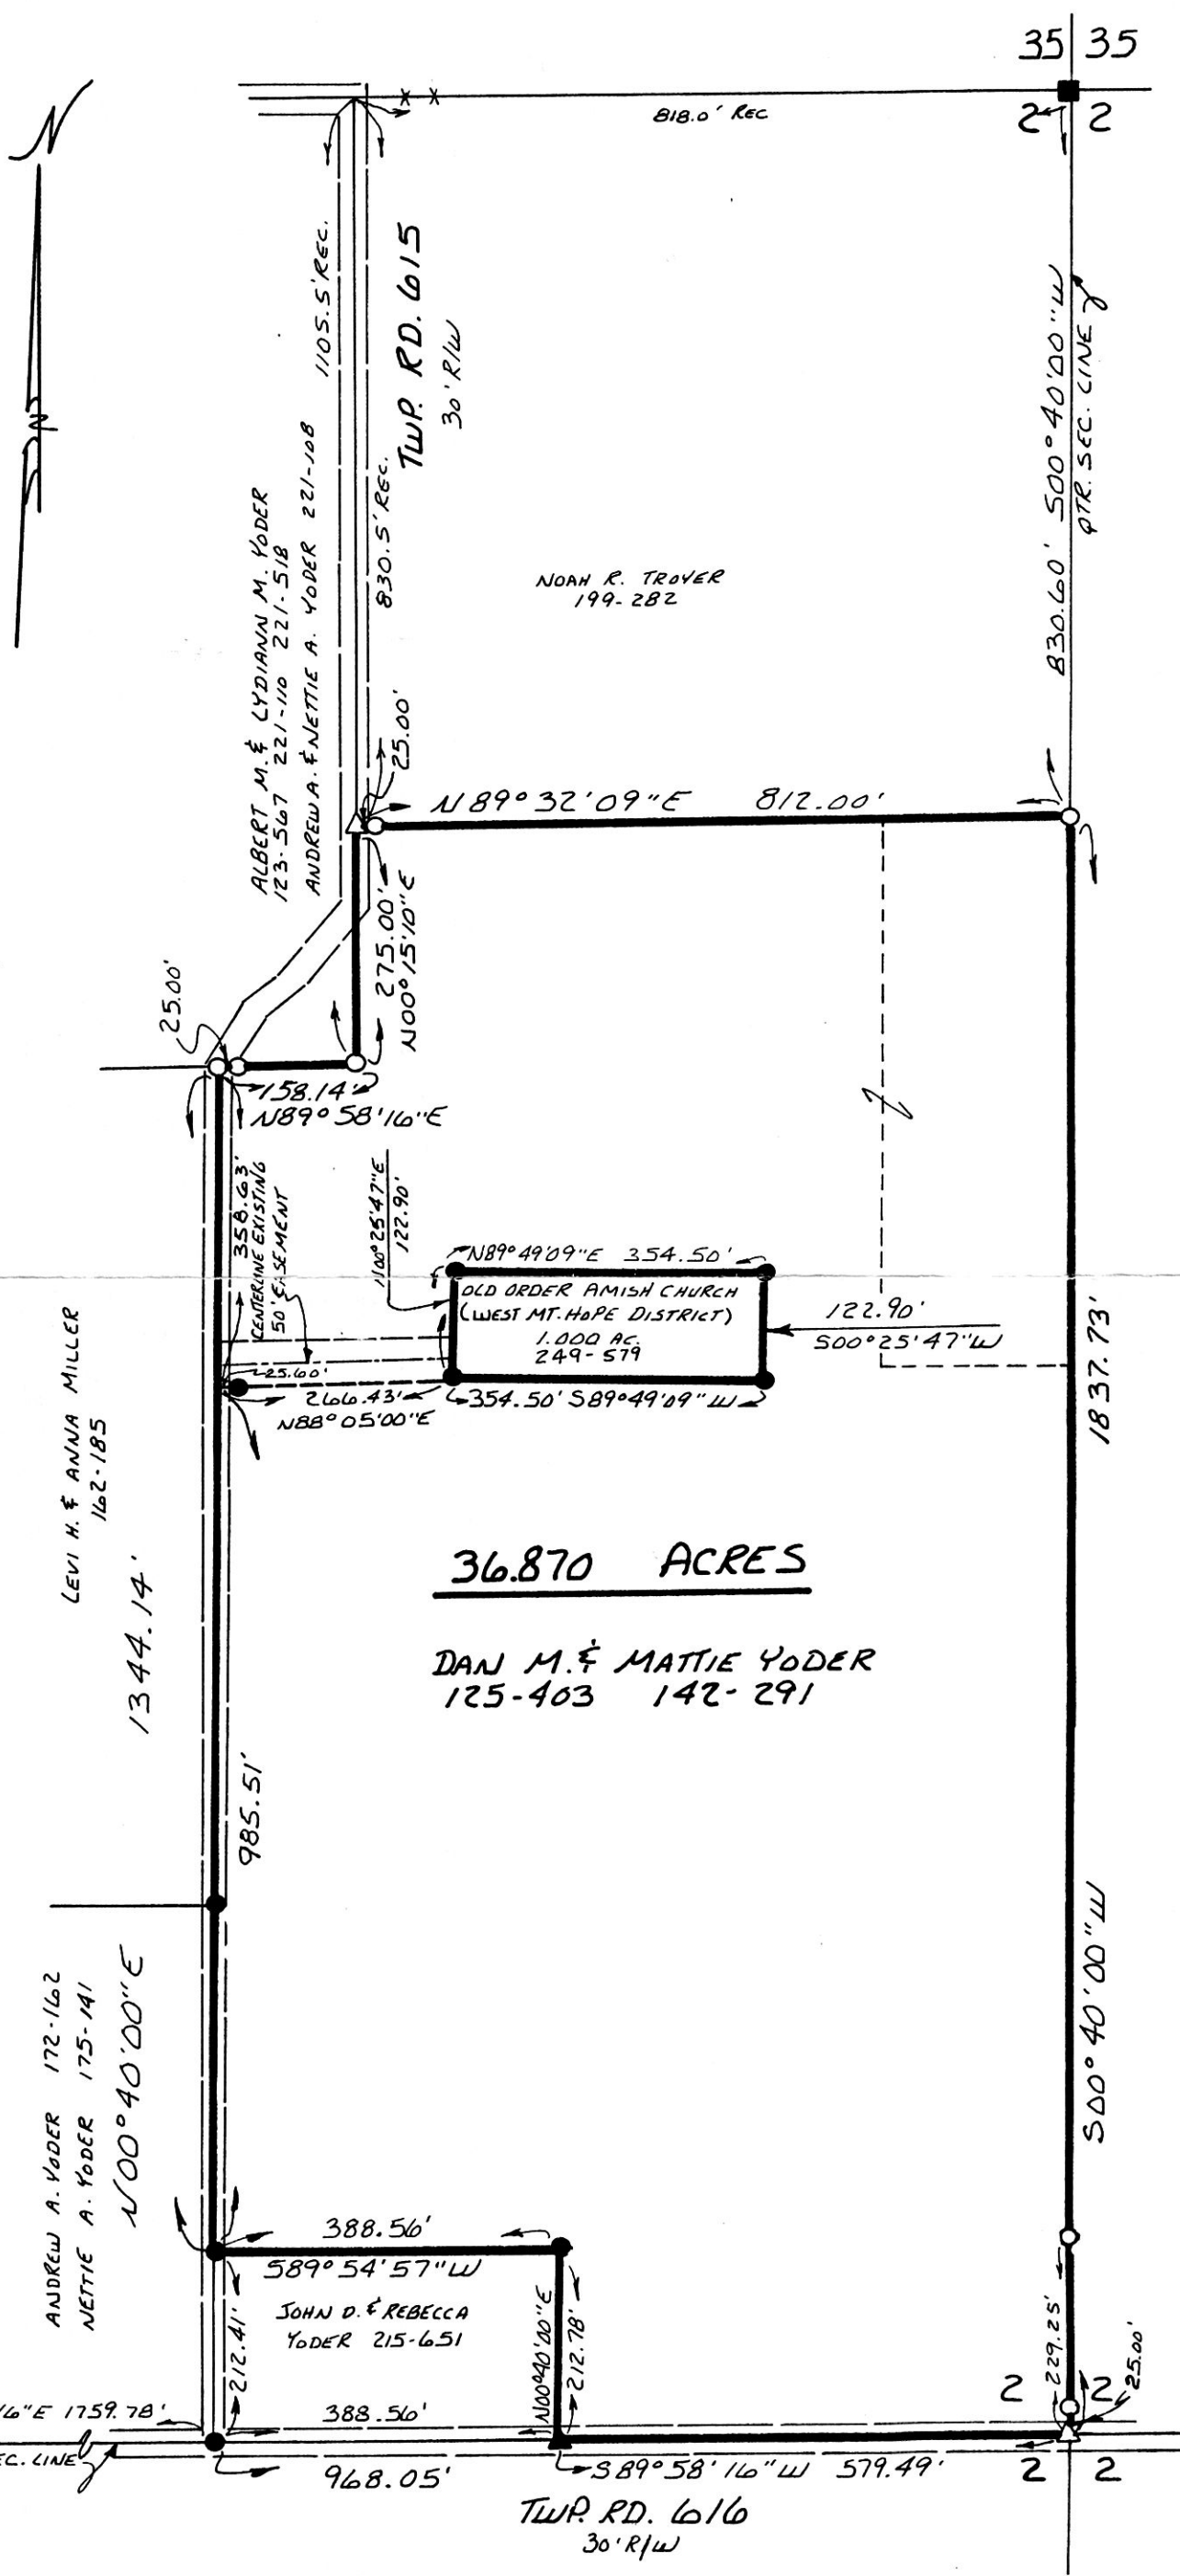 35 35
N
818.0' REC
2 2
1105.5' REC.
TWP. RD. 615
30' R/W
830.5' REC.
830.60' S00°40'00"W
QTR. SEC. LINE
ALBERT M. & LYDIANN M. YODER
123-567 221-110 221-518
ANDREW A. & NETTIE A. YODER 221-108
NOAH R. TROYER
199-282
25.00'
N89°32'09"E 812.00'
275.00'
N00°15'10"E
25.00'
158.14'
N89°58'16"E
358.63'
CENTERLINE EXISTING
50' EASEMENT
N00°25'47"E
122.90'
N89°49'09"E 354.50'
OLD ORDER AMISH CHURCH
(WEST MT. HOPE DISTRICT)
1.000 AC.
249-579
122.90'
S00°25'47"W
25.60'
266.43'
N88°05'00"E
354.50' S89°49'09"W
1837.73'
LEVI H. & ANNA MILLER
162-185
36.870 ACRES
1344.14'
DAN M. & MATTIE YODER
125-403 142-291
985.51'
S00°40'00"W
ANDREW A. YODER 172-162
NETTIE A. YODER 175-141
N00°40'00"E
388.56'
S89°54'57"W
JOHN D. & REBECCA
YODER 215-651
212.41'
N00°40'00"E
212.78'
229.25'
25.00'
2 2
16"E 1759.78'
388.56'
EC. LINE
968.05'
S89°58'16"W 579.49'
2 2
TWP. RD. 616
30' R/W